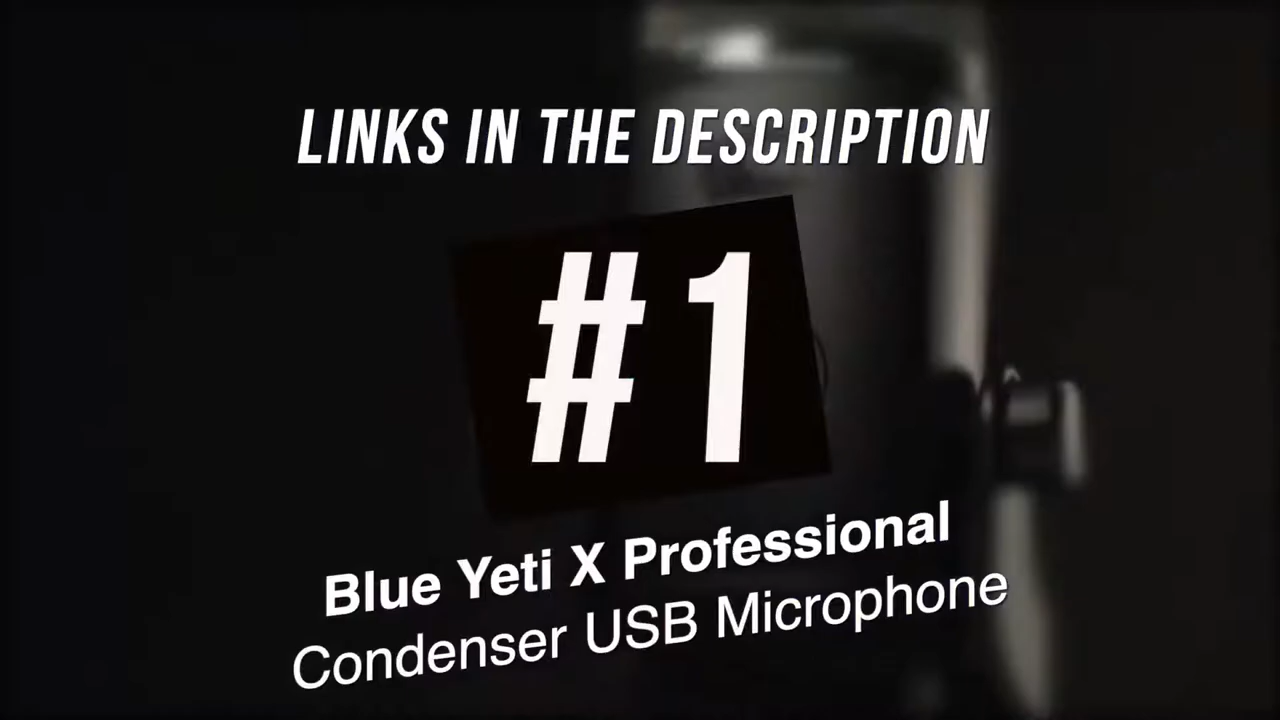 LINKS IN THE DESCRIPTION
#1
Blue Yeti X Professional
Condenser USB Microphone